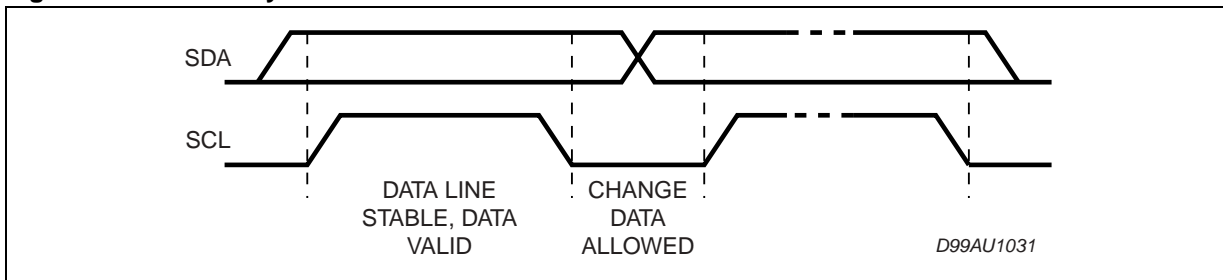 SDA
SCL
DATA LINE
STABLE, DATA
VALID
CHANGE
DATA
ALLOWED
D99AU1031